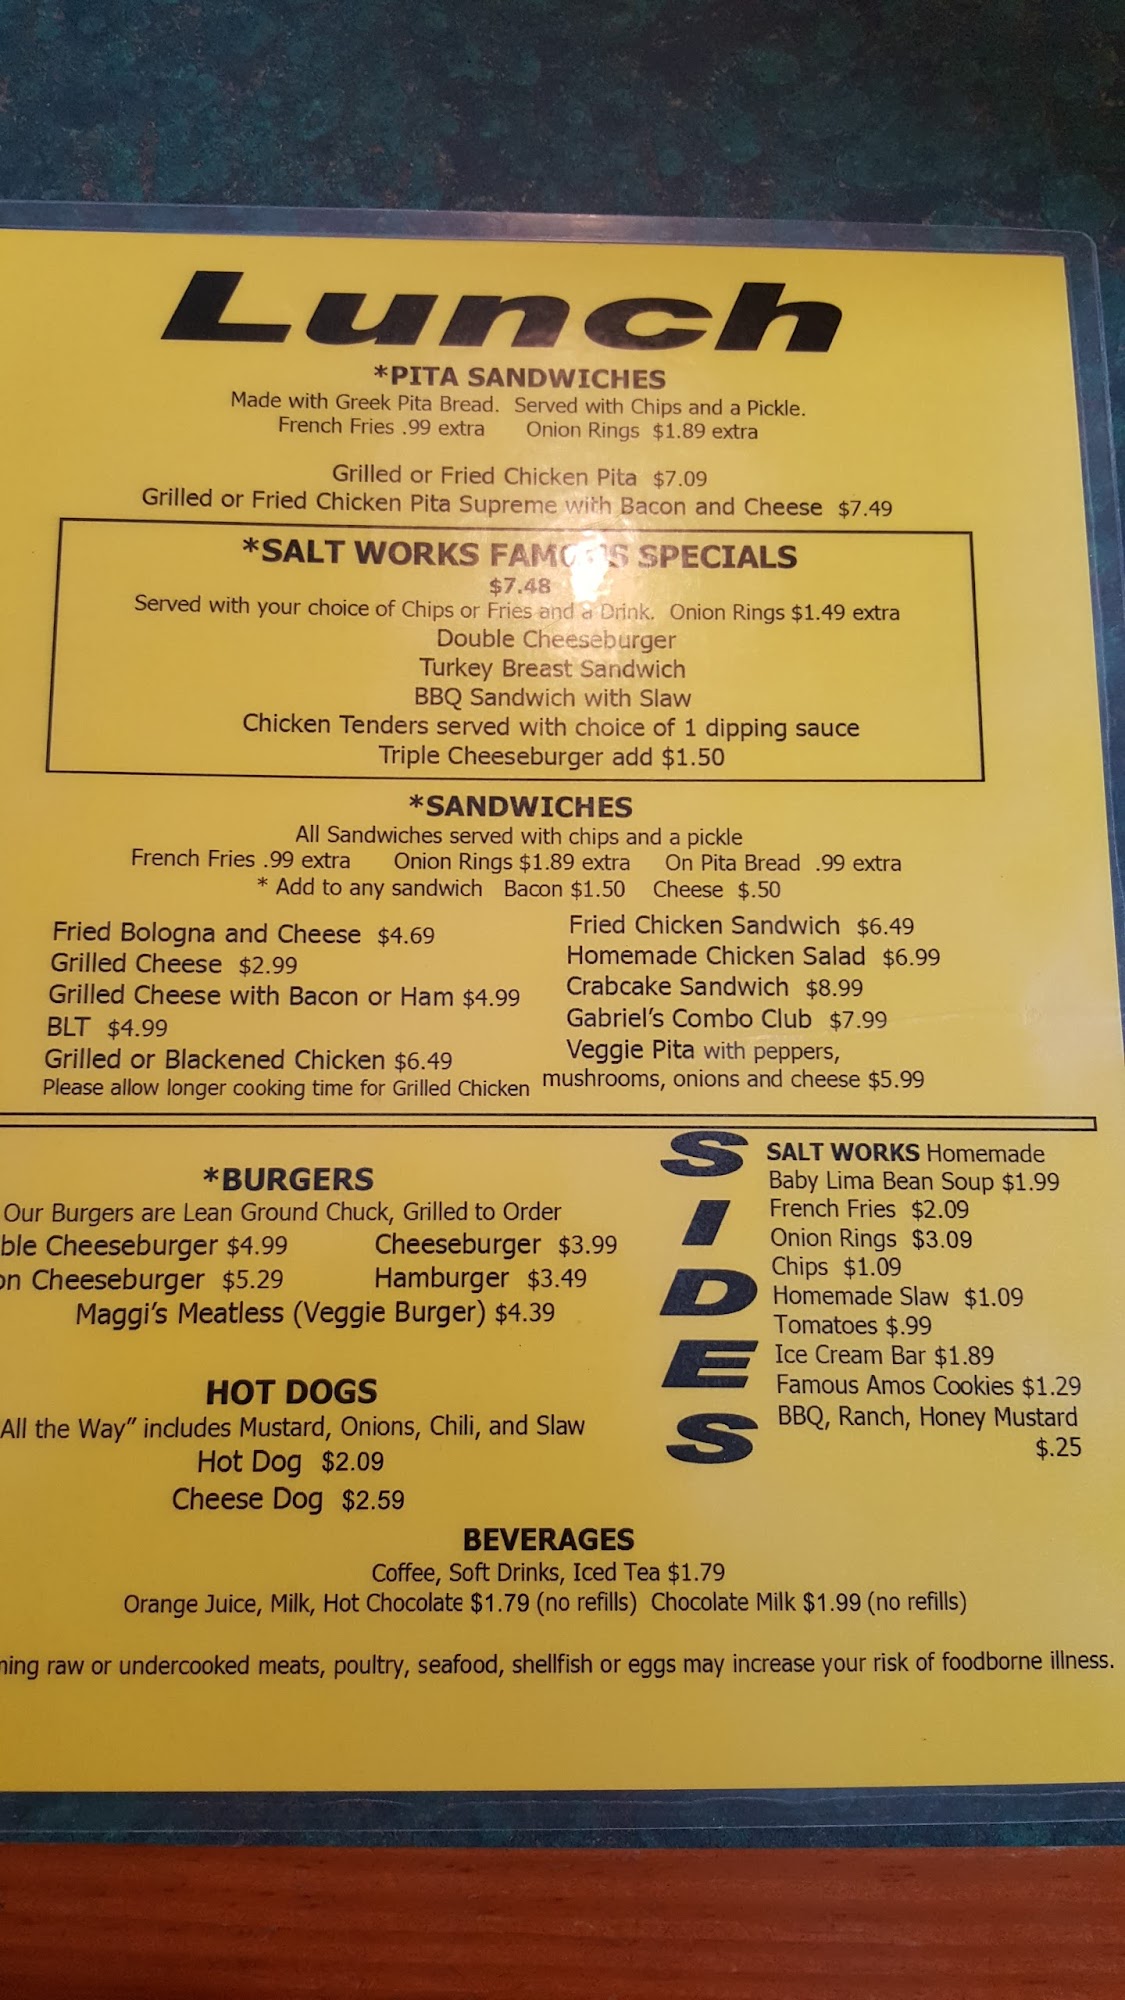 Lunch
*PITA SANDWICHES
Made with Greek Pita Bread. Served with Chips and a Pickle.
French Fries .99 extra Onion Rings $1.89 extra
Grilled or Fried Chicken Pita $7.09
Grilled or Fried Chicken Pita Supreme with Bacon and Cheese $7.49
*SALT WORKS FAMOUS SPECIALS
$7.48
Served with your choice of Chips or Fries and a Drink. Onion Rings $1.49 extra
Double Cheeseburger
Turkey Breast Sandwich
BBQ Sandwich with Slaw
Chicken Tenders served with choice of 1 dipping sauce
Triple Cheeseburger add $1.50
*SANDWICHES
All Sandwiches served with chips and a pickle
French Fries .99 extra Onion Rings $1.89 extra On Pita Bread .99 extra
* Add to any sandwich Bacon $1.50 Cheese $.50
Fried Bologna and Cheese $4.69
Grilled Cheese $2.99
Grilled Cheese with Bacon or Ham $4.99
BLT $4.99
Grilled or Blackened Chicken $6.49
Please allow longer cooking time for Grilled Chicken
Fried Chicken Sandwich $6.49
Homemade Chicken Salad $6.99
Crabcake Sandwich $8.99
Gabriel's Combo Club $7.99
Veggie Pita with peppers,
mushrooms, onions and cheese $5.99
*BURGERS
Our Burgers are Lean Ground Chuck, Grilled to Order
ble Cheeseburger $4.99 Cheeseburger $3.99
on Cheeseburger $5.29 Hamburger $3.49
Maggi's Meatless (Veggie Burger) $4.39
HOT DOGS
All the Way" includes Mustard, Onions, Chili, and Slaw
Hot Dog $2.09
Cheese Dog $2.59
SIDES
SALT WORKS Homemade
Baby Lima Bean Soup $1.99
French Fries $2.09
Onion Rings $3.09
Chips $1.09
Homemade Slaw $1.09
Tomatoes $.99
Ice Cream Bar $1.89
Famous Amos Cookies $1.29
BBQ, Ranch, Honey Mustard
$.25
BEVERAGES
Coffee, Soft Drinks, Iced Tea $1.79
Orange Juice, Milk, Hot Chocolate $1.79 (no refills) Chocolate Milk $1.99 (no refills)
ning raw or undercooked meats, poultry, seafood, shellfish or eggs may increase your risk of foodborne illness.